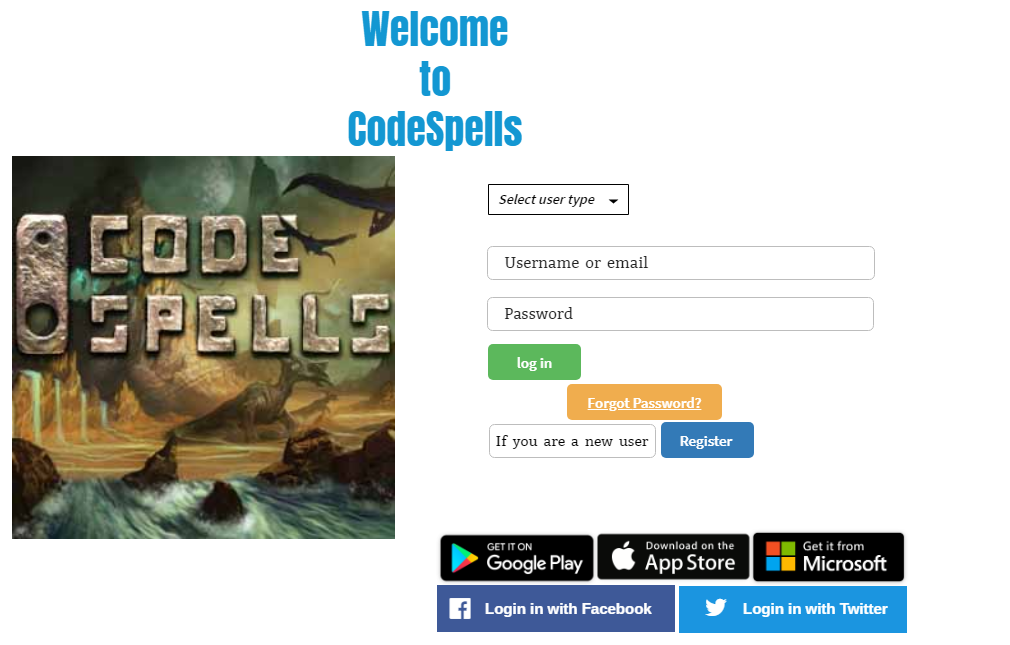 Welcome
to
CodeSpells
CODE
SPELLS
Select user type
Username or email
Password
log in
Forgot Password?
If you are a new user
Register
GET IT ON
Google Play
Download on the
App Store
Get it from
Microsoft
Login in with Facebook
Login in with Twitter